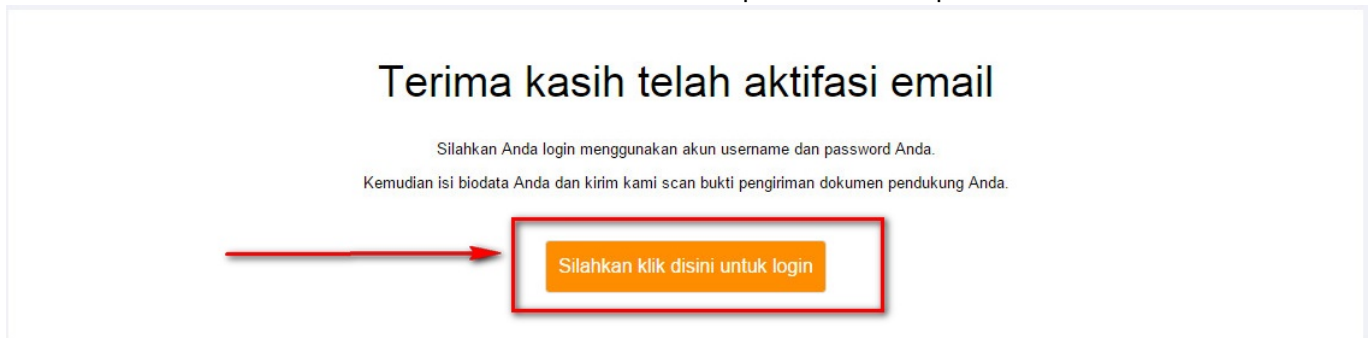 Terima kasih telah aktifasi email
Silahkan Anda login menggunakan akun username dan password Anda.
Kemudian isi biodata Anda dan kirim kami scan bukti pengiriman dokumen pendukung Anda.
Silahkan klik disini untuk login